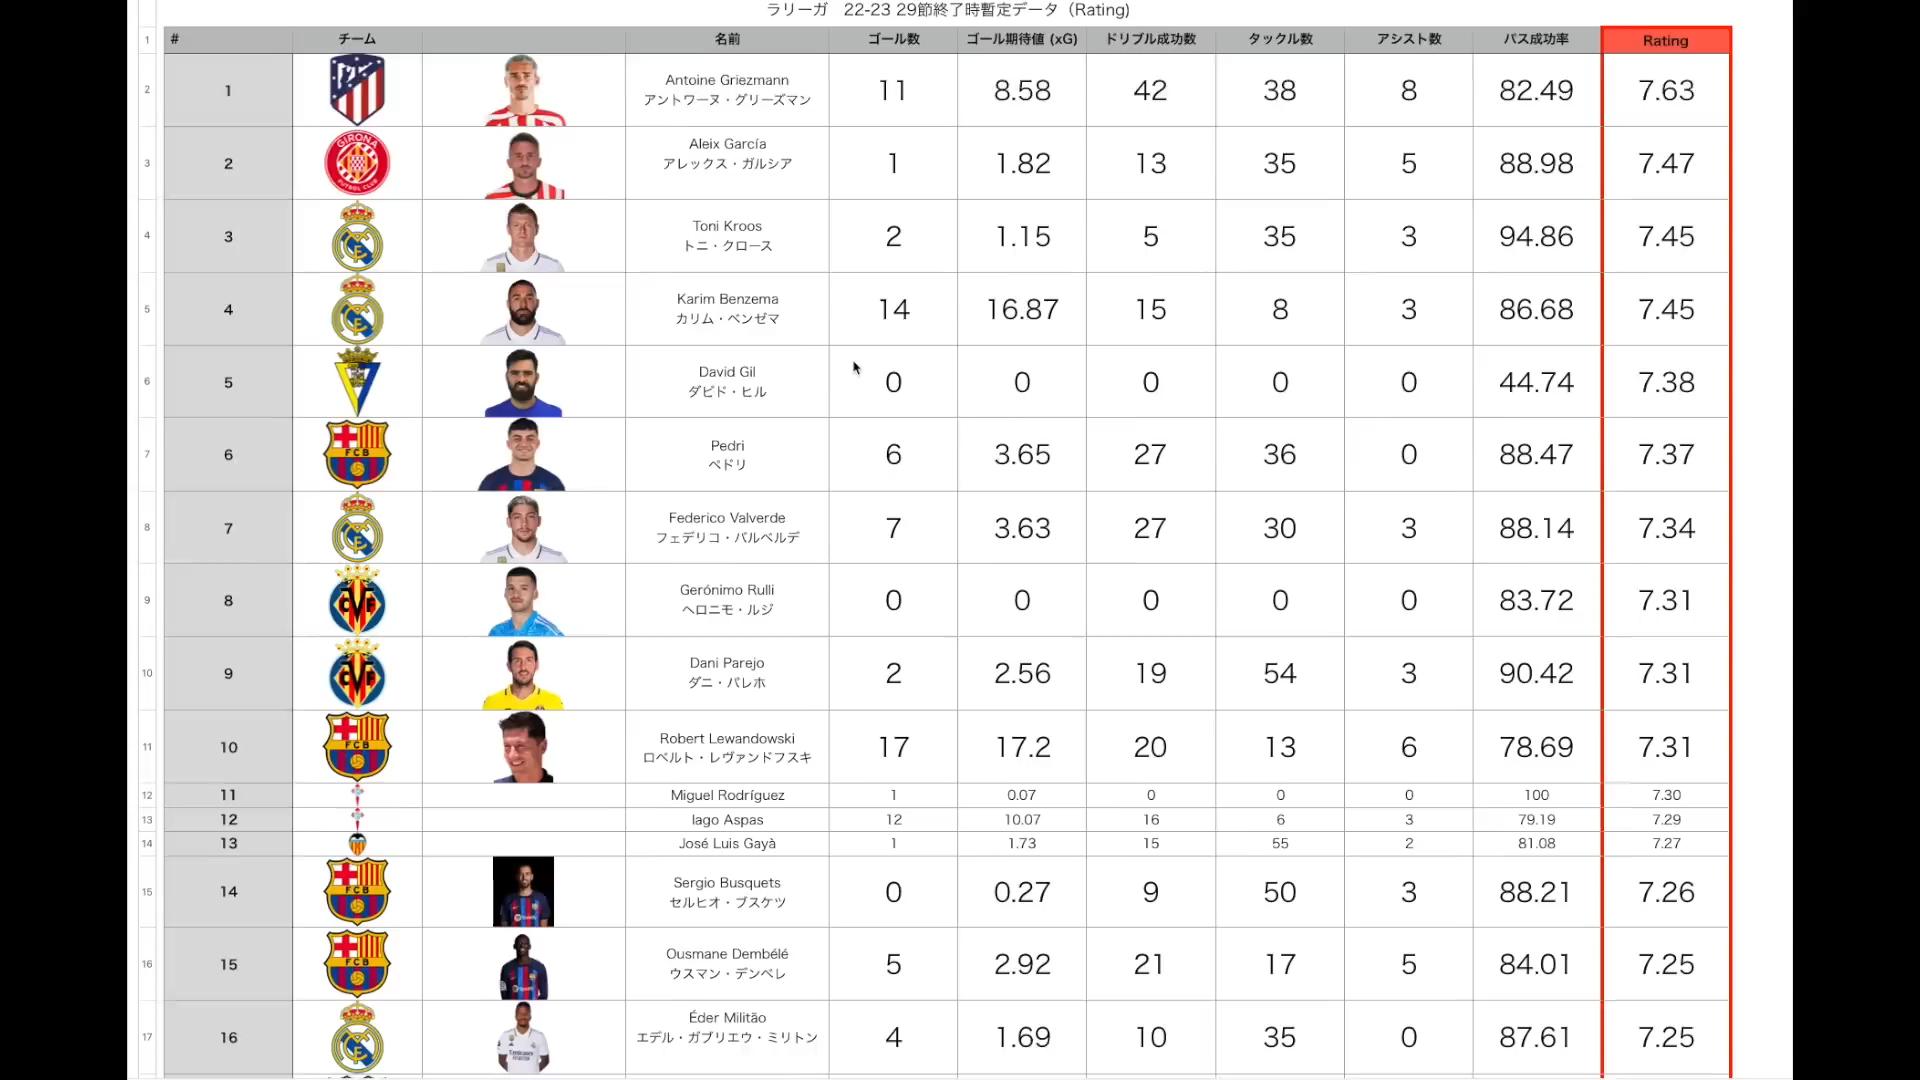 ラリーガ　22-23 29節終了時暫定データ（Rating)
1 # チーム 名前 ゴール数 ゴール期待値 (xG) ドリブル成功数 タックル数 アシスト数 パス成功率 Rating
2 1 Antoine Griezmann 11 8.58 42 38 8 82.49 7.63
アントワーヌ・グリーズマン
3 2 GIRONA FUTBOL CLUB Aleix García 1 1.82 13 35 5 88.98 7.47
アレックス・ガルシア
4 3 Toni Kroos 2 1.15 5 35 3 94.86 7.45
トニ・クロース
5 4 Karim Benzema 14 16.87 15 8 3 86.68 7.45
カリム・ベンゼマ
6 5 David Gil 0 0 0 0 0 44.74 7.38
ダビド・ヒル
7 6 FCB Pedri 6 3.65 27 36 0 88.47 7.37
ペドリ
8 7 Federico Valverde 7 3.63 27 30 3 88.14 7.34
フェデリコ・バルベルデ
9 8 CVF Gerónimo Rulli 0 0 0 0 0 83.72 7.31
ヘロニモ・ルジ
10 9 CVF Dani Parejo 2 2.56 19 54 3 90.42 7.31
ダニ・パレホ
11 10 FCB Robert Lewandowski 17 17.2 20 13 6 78.69 7.31
ロベルト・レヴァンドフスキ
12 11 Miguel Rodríguez 1 0.07 0 0 0 100 7.30
13 12 Iago Aspas 12 10.07 16 6 3 79.19 7.29
14 13 José Luis Gayà 1 1.73 15 55 2 81.08 7.27
15 14 FCB Sergio Busquets 0 0.27 9 50 3 88.21 7.26
セルヒオ・ブスケツ
16 15 FCB Ousmane Dembélé 5 2.92 21 17 5 84.01 7.25
ウスマン・デンベレ
17 16 Éder Militão 4 1.69 10 35 0 87.61 7.25
エデル・ガブリエウ・ミリトン